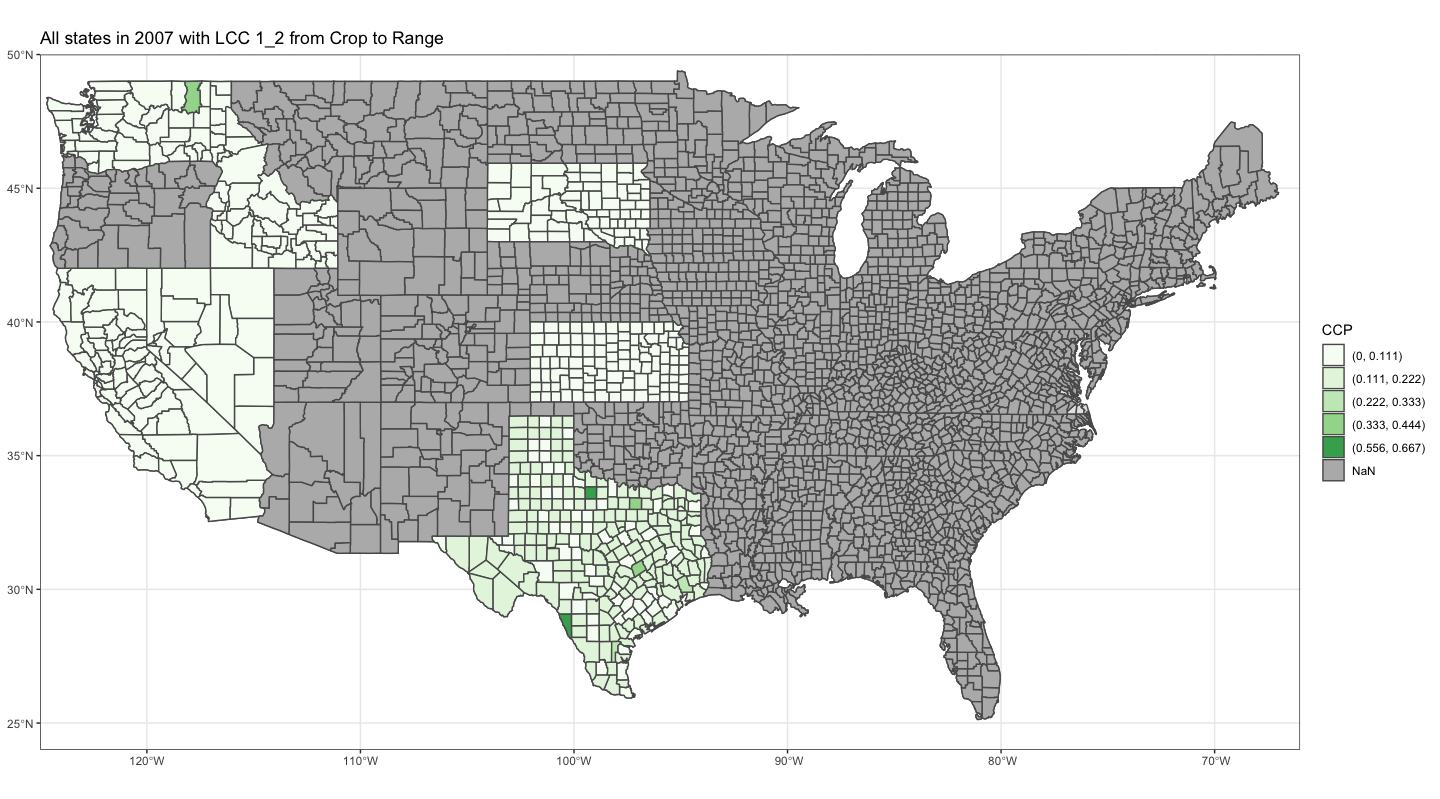 All states in 2007 with LCC 1_2 from Crop to Range
50°N
45°N
40°N
35°N
30°N
25°N
120°W
110°W
100°W
90°W
80°W
70°W
CCP
(0, 0.111)
(0.111, 0.222)
(0.222, 0.333)
(0.333, 0.444)
(0.556, 0.667)
NaN